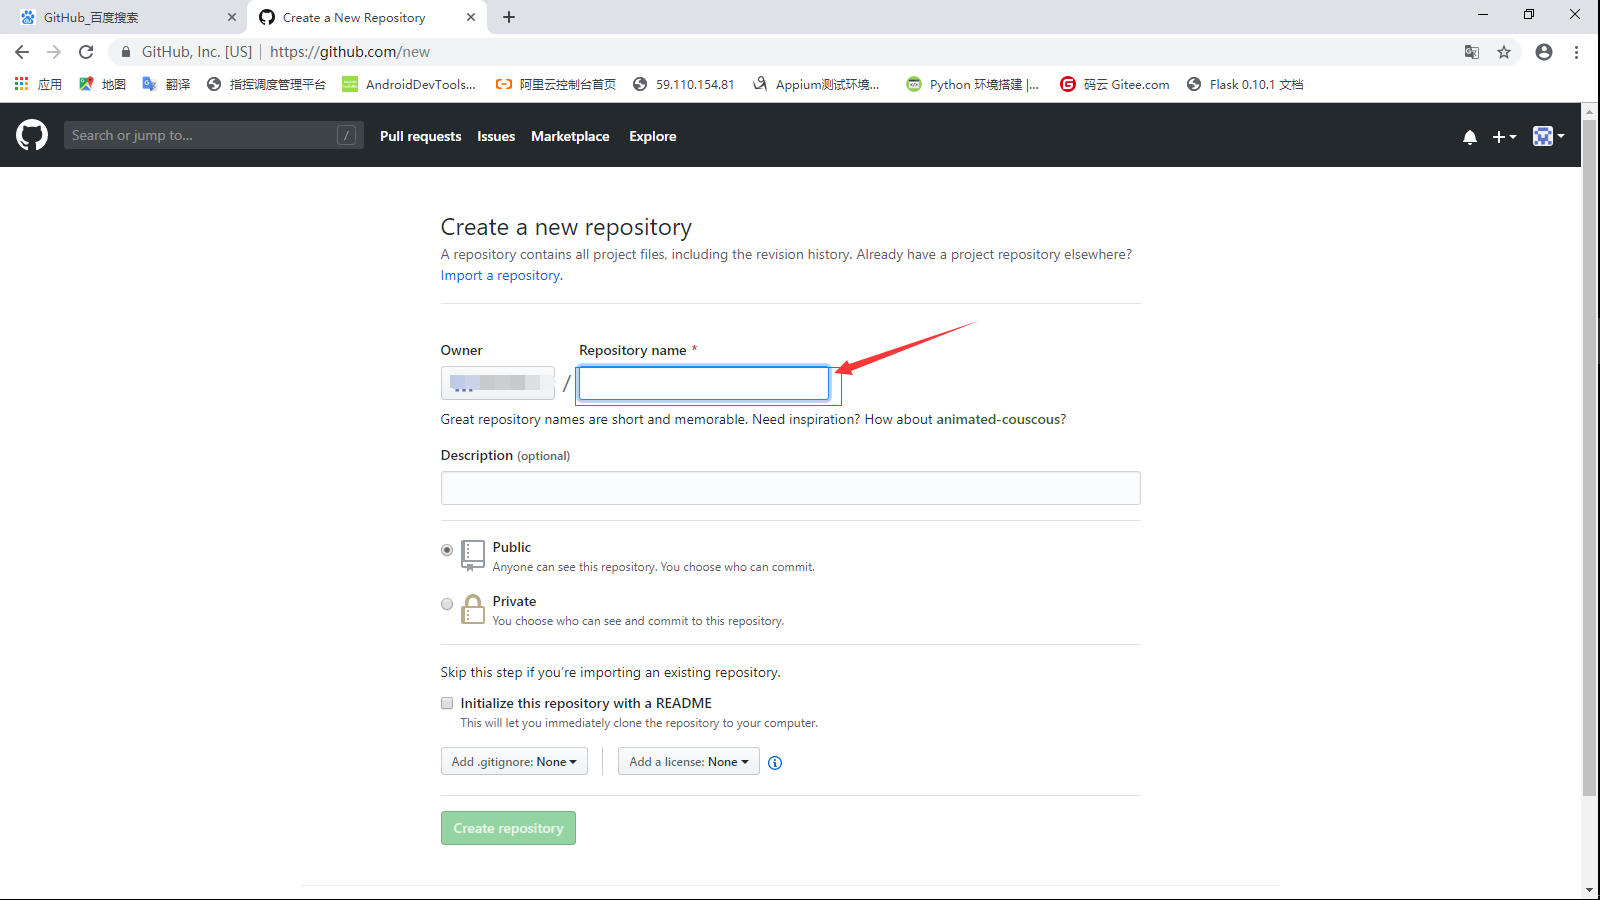 GitHub_百度搜索
Create a New Repository
GitHub, Inc. [US] | https://github.com/new
应用 地图 翻译 指挥调度管理平台 AndroidDevTools... 阿里云控制台首页 59.110.154.81 Appium测试环境... Python 环境搭建 |... 码云 Gitee.com Flask 0.10.1 文档
Search or jump to... / Pull requests Issues Marketplace Explore
Create a new repository
A repository contains all project files, including the revision history. Already have a project repository elsewhere?
Import a repository.
Owner Repository name *
/
Great repository names are short and memorable. Need inspiration? How about animated-couscous?
Description (optional)
Public
Anyone can see this repository. You choose who can commit.
Private
You choose who can see and commit to this repository.
Skip this step if you’re importing an existing repository.
Initialize this repository with a README
This will let you immediately clone the repository to your computer.
Add .gitignore: None Add a license: None
Create repository